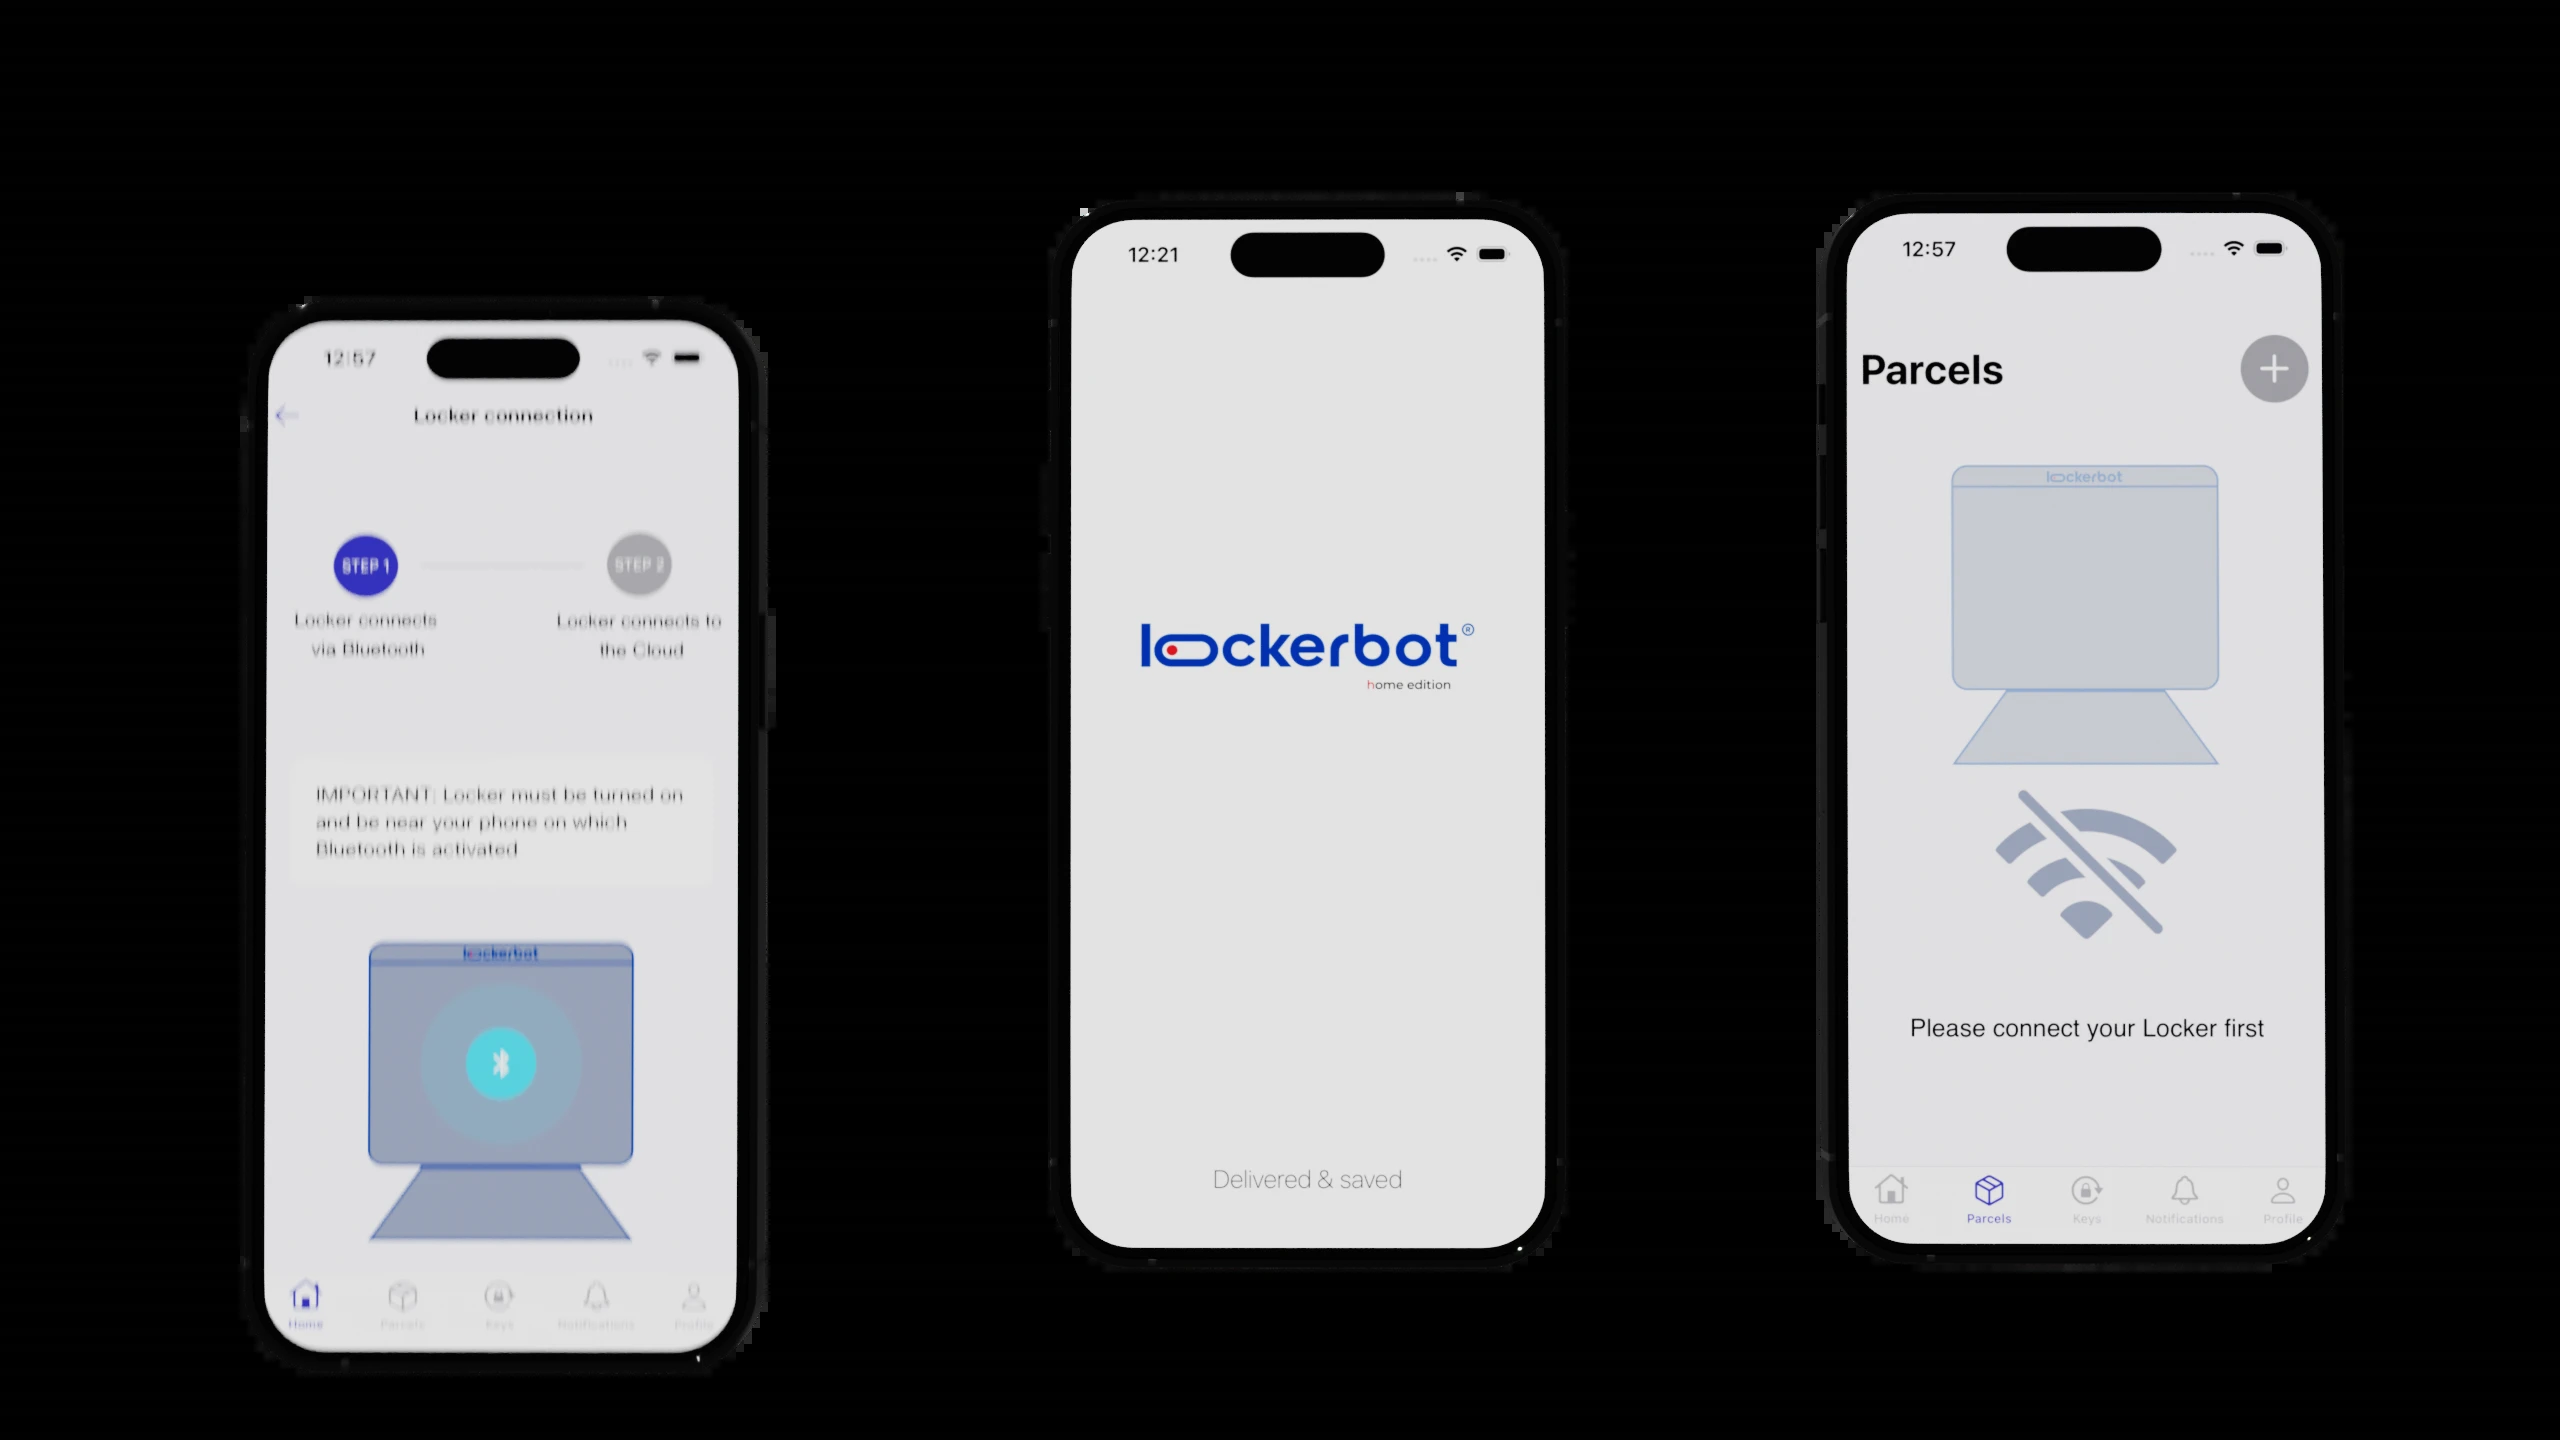 12:57
Locker connection
STEP 1
STEP 2
Locker connects
via Bluetooth
Locker connects to
the Cloud
IMPORTANT: Locker must be turned on
and be near your phone on which
Bluetooth is activated
lockerbot
Home
Parcels
Keys
Notifications
Profile
12:21
lockerbot®
home edition
Delivered & saved
12:57
Parcels
lockerbot
Please connect your Locker first
Home
Parcels
Keys
Notifications
Profile